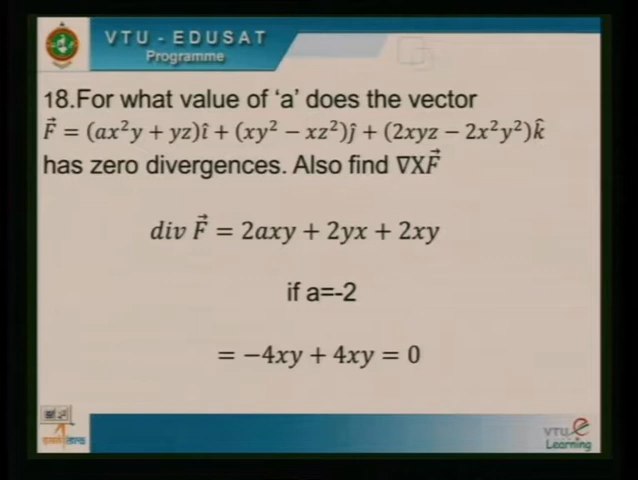 VTU - EDUSAT
Programme
18.For what value of ‘a’ does the vector
F⃗ = (ax²y + yz)î + (xy² − xz²)ĵ + (2xyz − 2x²y²)k̂
has zero divergences. Also find ∇XF⃗
div F⃗ = 2axy + 2yx + 2xy
if a=-2
= −4xy + 4xy = 0
VTU e
Learning